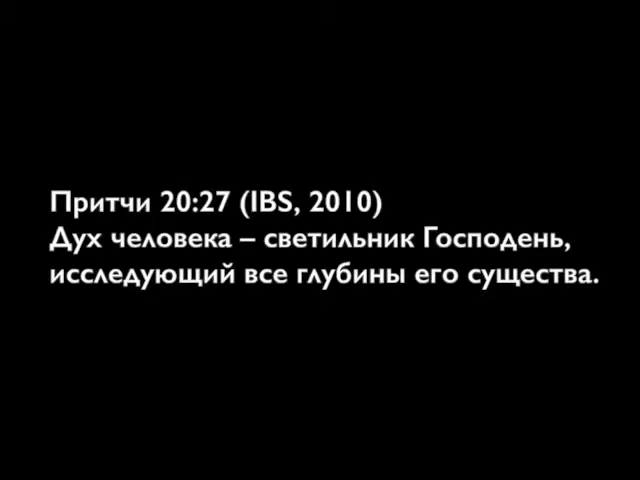 Притчи 20:27 (IBS, 2010)
Дух человека – светильник Господень,
исследующий все глубины его существа.